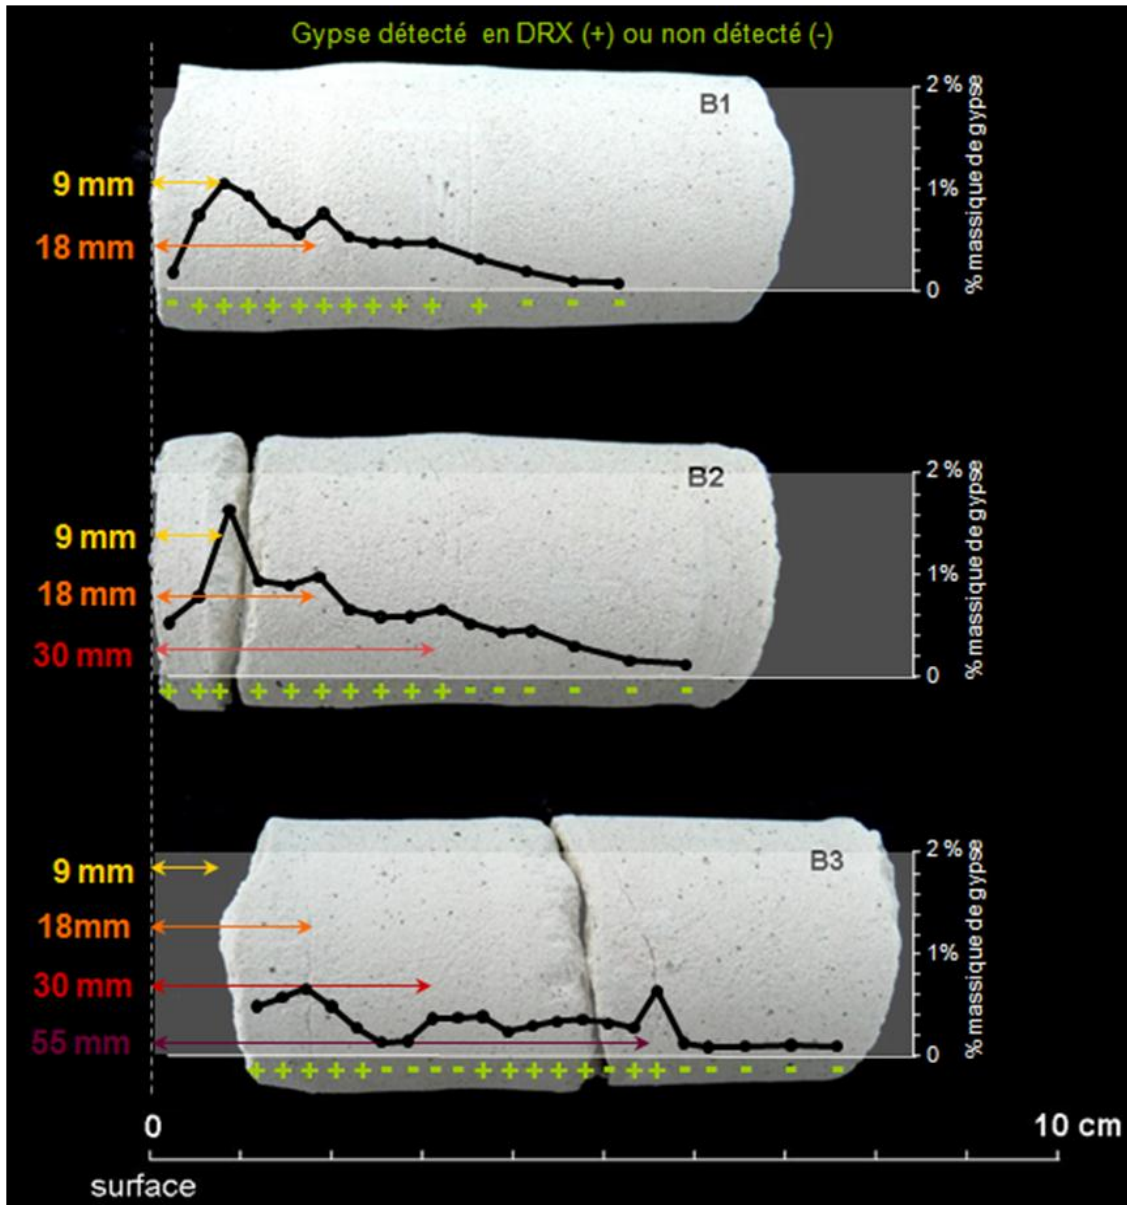 Gypse détecté en DRX (+) ou non détecté (-)
B1
2 %
1%
0
% massique de gypse
9 mm
18 mm
- + + + + + + + + + + + - - -
B2
2 %
1%
0
% massique de gypse
9 mm
18 mm
30 mm
+ + + + + + + + + + - - - - - -
B3
2 %
1%
0
% massique de gypse
9 mm
18mm
30 mm
55 mm
+ + + + + - - - - + + + + + - + + - - - - -
0
10 cm
surface